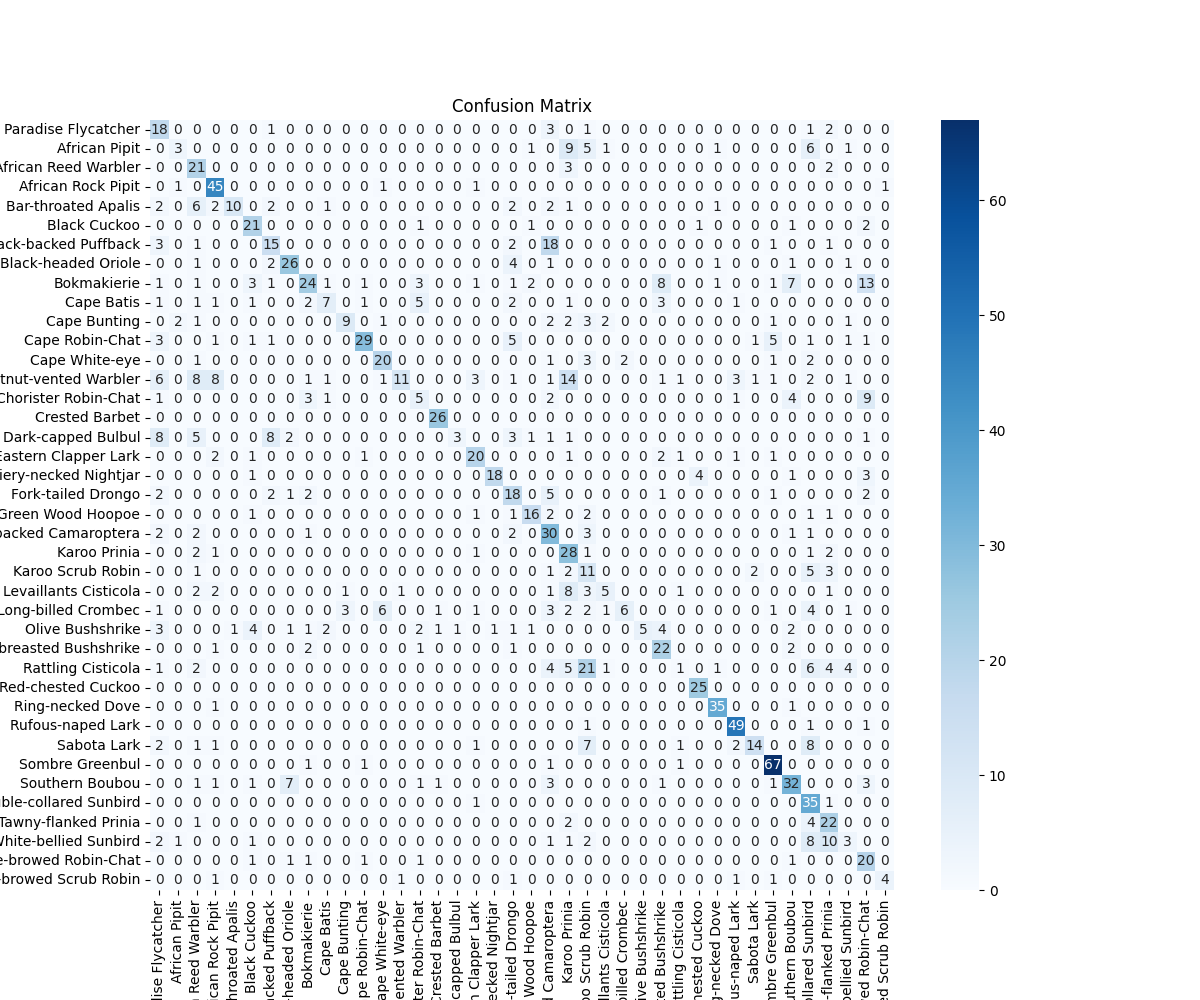 Confusion Matrix
Paradise Flycatcher 18 0 0 0 0 0 1 0 0 0 0 0 0 0 0 0 0 0 0 0 0 3 0 1 0 0 0 0 0 0 0 0 0 0 0 1 2 0 0 0
African Pipit 0 3 0 0 0 0 0 0 0 0 0 0 0 0 0 0 0 0 0 0 1 0 9 5 1 0 0 0 0 0 1 0 0 0 0 6 0 1 0 0
African Reed Warbler 0 0 21 0 0 0 0 0 0 0 0 0 0 0 0 0 0 0 0 0 0 0 3 0 0 0 0 0 0 0 0 0 0 0 0 0 2 0 0 0
African Rock Pipit 0 1 0 45 0 0 0 0 0 0 0 0 1 0 0 0 0 1 0 0 0 0 0 0 0 0 0 0 0 0 0 0 0 0 0 0 0 0 0 1
Bar-throated Apalis 2 0 6 2 10 0 2 0 0 1 0 0 0 0 0 0 0 0 0 2 0 2 1 0 0 0 0 0 0 0 1 0 0 0 0 0 0 0 0 0
Black Cuckoo 0 0 0 0 0 21 0 0 0 0 0 0 0 0 1 0 0 0 0 0 1 0 0 0 0 0 0 0 0 1 0 0 0 0 1 0 0 0 2 0
ack-backed Puffback 3 0 1 0 0 0 15 0 0 0 0 0 0 0 0 0 0 0 0 2 0 18 0 0 0 0 0 0 0 0 0 0 0 1 0 0 1 0 0 0
Black-headed Oriole 0 0 1 0 0 0 2 26 0 0 0 0 0 0 0 0 0 0 0 4 0 1 0 0 0 0 0 0 0 0 1 0 0 0 1 0 0 1 0 0
Bokmakierie 1 0 1 0 0 3 1 0 24 1 0 1 0 0 3 0 0 1 0 1 2 0 0 0 0 0 0 8 0 0 1 0 0 1 7 0 0 0 13 0
Cape Batis 1 0 1 1 0 1 0 0 2 7 0 1 0 0 5 0 0 0 0 2 0 0 1 0 0 0 0 3 0 0 0 1 0 0 0 0 0 0 0 0
Cape Bunting 0 2 1 0 0 0 0 0 0 0 9 0 1 0 0 0 0 0 0 0 0 2 2 3 2 0 0 0 0 0 0 0 0 1 0 0 0 1 0 0
Cape Robin-Chat 3 0 0 1 0 1 1 0 0 0 0 29 0 0 0 0 0 0 0 5 0 0 0 0 0 0 0 0 0 0 0 0 1 5 0 1 0 1 1 0
Cape White-eye 0 0 1 0 0 0 0 0 0 0 0 0 20 0 0 0 0 0 0 0 0 1 0 3 0 2 0 0 0 0 0 0 0 1 0 2 0 0 0 0
tnut-vented Warbler 6 0 8 8 0 0 0 0 1 1 0 0 1 11 0 0 0 3 0 1 0 1 14 0 0 0 0 1 1 0 0 3 1 1 0 2 0 1 0 0
Chorister Robin-Chat 1 0 0 0 0 0 0 0 3 1 0 0 0 0 5 0 0 0 0 0 0 2 0 0 0 0 0 0 0 0 0 1 0 0 4 0 0 0 9 0
Crested Barbet 0 0 0 0 0 0 0 0 0 0 0 0 0 0 0 26 0 0 0 0 0 0 0 0 0 0 0 0 0 0 0 0 0 0 0 0 0 0 0 0
Dark-capped Bulbul 8 0 5 0 0 0 8 2 0 0 0 0 0 0 0 0 3 0 0 3 1 1 1 0 0 0 0 0 0 0 0 0 0 0 0 0 0 0 1 0
Eastern Clapper Lark 0 0 0 2 0 1 0 0 0 0 0 0 0 0 1 0 0 20 0 0 0 0 1 0 0 0 0 2 1 0 0 1 0 1 0 0 0 0 0 0
iery-necked Nightjar 0 0 0 0 0 1 0 0 0 0 0 0 0 0 0 0 0 0 18 0 0 0 0 0 0 0 0 0 0 4 0 0 0 0 1 0 0 0 3 0
Fork-tailed Drongo 2 0 0 0 0 0 2 1 2 0 0 0 0 0 0 0 0 0 0 18 0 5 0 0 0 0 0 1 0 0 0 0 0 1 0 0 0 0 2 0
Green Wood Hoopoe 0 0 0 0 0 1 0 0 0 0 0 0 0 0 0 0 0 1 0 1 16 2 0 2 0 0 0 0 0 0 0 0 0 0 0 1 1 0 0 0
backed Camaroptera 2 0 2 0 0 0 0 0 1 0 0 0 0 0 0 0 0 0 0 2 0 30 0 3 0 0 0 0 0 0 0 0 0 0 1 1 0 0 0 0
Karoo Prinia 0 0 2 1 0 0 0 0 0 0 0 0 0 0 0 0 0 1 0 0 0 0 28 1 0 0 0 0 0 0 0 0 0 0 0 1 2 0 0 0
Karoo Scrub Robin 0 0 1 0 0 0 0 0 0 0 0 0 0 0 0 0 0 0 0 0 0 1 2 11 0 0 0 0 0 0 0 0 2 0 0 5 3 0 0 0
Levaillants Cisticola 0 0 2 2 0 0 0 0 0 0 1 0 0 1 0 0 0 0 0 0 0 1 8 3 5 0 0 0 1 0 0 0 0 0 0 0 1 0 0 0
Long-billed Crombec 1 0 0 0 0 0 0 0 0 0 3 0 6 0 0 1 0 1 0 0 0 3 2 2 1 6 0 0 0 0 0 0 0 1 0 4 0 1 0 0
Olive Bushshrike 3 0 0 0 1 4 0 1 1 2 0 0 0 0 2 1 1 0 1 1 1 0 0 0 0 0 5 4 0 0 0 0 0 0 2 0 0 0 0 0
breasted Bushshrike 0 0 0 1 0 0 0 0 2 0 0 0 0 0 1 0 0 0 0 1 0 0 0 0 0 0 0 22 0 0 0 0 0 0 2 0 0 0 0 0
Rattling Cisticola 1 0 2 0 0 0 0 0 0 0 0 0 0 0 0 0 0 0 0 0 0 4 5 21 1 0 0 0 1 0 1 0 0 0 0 6 4 4 0 0
Red-chested Cuckoo 0 0 0 0 0 0 0 0 0 0 0 0 0 0 0 0 0 0 0 0 0 0 0 0 0 0 0 0 0 25 0 0 0 0 0 0 0 0 0 0
Ring-necked Dove 0 0 0 1 0 0 0 0 0 0 0 0 0 0 0 0 0 0 0 0 0 0 0 0 0 0 0 0 0 0 35 0 0 0 1 0 0 0 0 0
Rufous-naped Lark 0 0 0 0 0 0 0 0 0 0 0 0 0 0 0 0 0 0 0 0 0 0 0 1 0 0 0 0 0 0 0 49 0 0 0 1 0 0 1 0
Sabota Lark 2 0 1 1 0 0 0 0 0 0 0 0 0 0 0 0 0 1 0 0 0 0 0 7 0 0 0 0 1 0 0 2 14 0 0 8 0 0 0 0
Sombre Greenbul 0 0 0 0 0 0 0 0 1 0 0 1 0 0 0 0 0 0 0 0 0 1 0 0 0 0 0 0 1 0 0 0 0 67 0 0 0 0 0 0
Southern Boubou 0 0 1 1 0 1 0 7 0 0 0 0 0 0 1 1 0 0 0 0 0 3 0 0 0 0 0 1 0 0 0 0 0 1 32 0 0 0 3 0
ble-collared Sunbird 0 0 0 0 0 0 0 0 0 0 0 0 0 0 0 0 0 1 0 0 0 0 0 0 0 0 0 0 0 0 0 0 0 0 0 35 1 0 0 0
Tawny-flanked Prinia 0 0 1 0 0 0 0 0 0 0 0 0 0 0 0 0 0 0 0 0 0 0 2 0 0 0 0 0 0 0 0 0 0 0 0 4 22 0 0 0
White-bellied Sunbird 2 1 0 0 0 1 0 0 0 0 0 0 0 0 0 0 0 0 0 0 0 1 1 2 0 0 0 0 0 0 0 0 0 0 0 8 10 3 0 0
e-browed Robin-Chat 0 0 0 0 0 1 0 1 1 0 0 1 0 0 1 0 0 0 0 0 0 0 0 0 0 0 0 0 0 0 0 0 0 0 1 0 0 0 20 0
-browed Scrub Robin 0 0 0 1 0 0 0 0 0 0 0 0 0 1 0 0 0 0 0 1 0 0 0 0 0 0 0 0 0 0 0 1 0 1 0 0 0 0 0 4
dise Flycatcher
African Pipit
n Reed Warbler
ican Rock Pipit
hroated Apalis
Black Cuckoo
cked Puffback
-headed Oriole
Bokmakierie
Cape Batis
Cape Bunting
pe Robin-Chat
ape White-eye
ented Warbler
ter Robin-Chat
Crested Barbet
capped Bulbul
n Clapper Lark
ecked Nightjar
-tailed Drongo
Wood Hoopoe
d Camaroptera
Karoo Prinia
oo Scrub Robin
llants Cisticola
billed Crombec
ive Bushshrike
ted Bushshrike
ttling Cisticola
hested Cuckoo
g-necked Dove
us-naped Lark
Sabota Lark
mbre Greenbul
uthern Boubou
ollared Sunbird
-flanked Prinia
bellied Sunbird
ved Robin-Chat
ed Scrub Robin
60
50
40
30
20
10
0